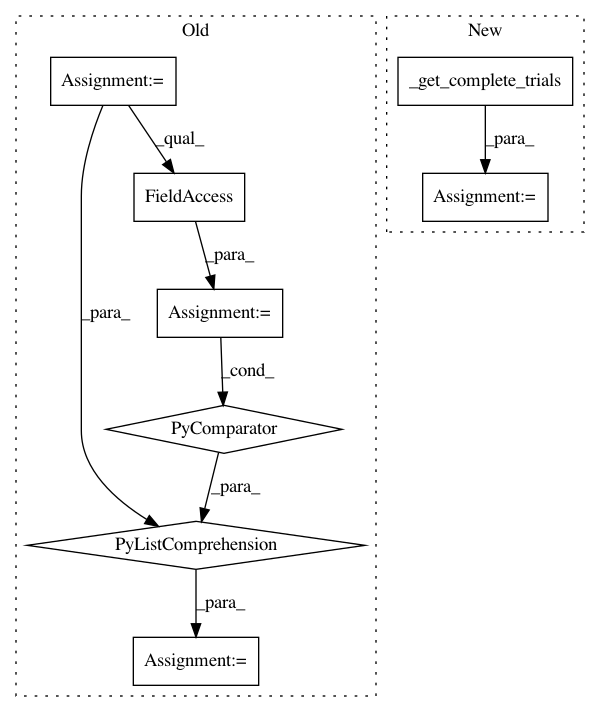 Old
New
Assignment:=
_get_complete_trials
_qual_
_para_
FieldAccess
Assignment:=
_para_
_para_
Assignment:=
_cond_
PyComparator
_para_
PyListComprehension
_para_
Assignment:=